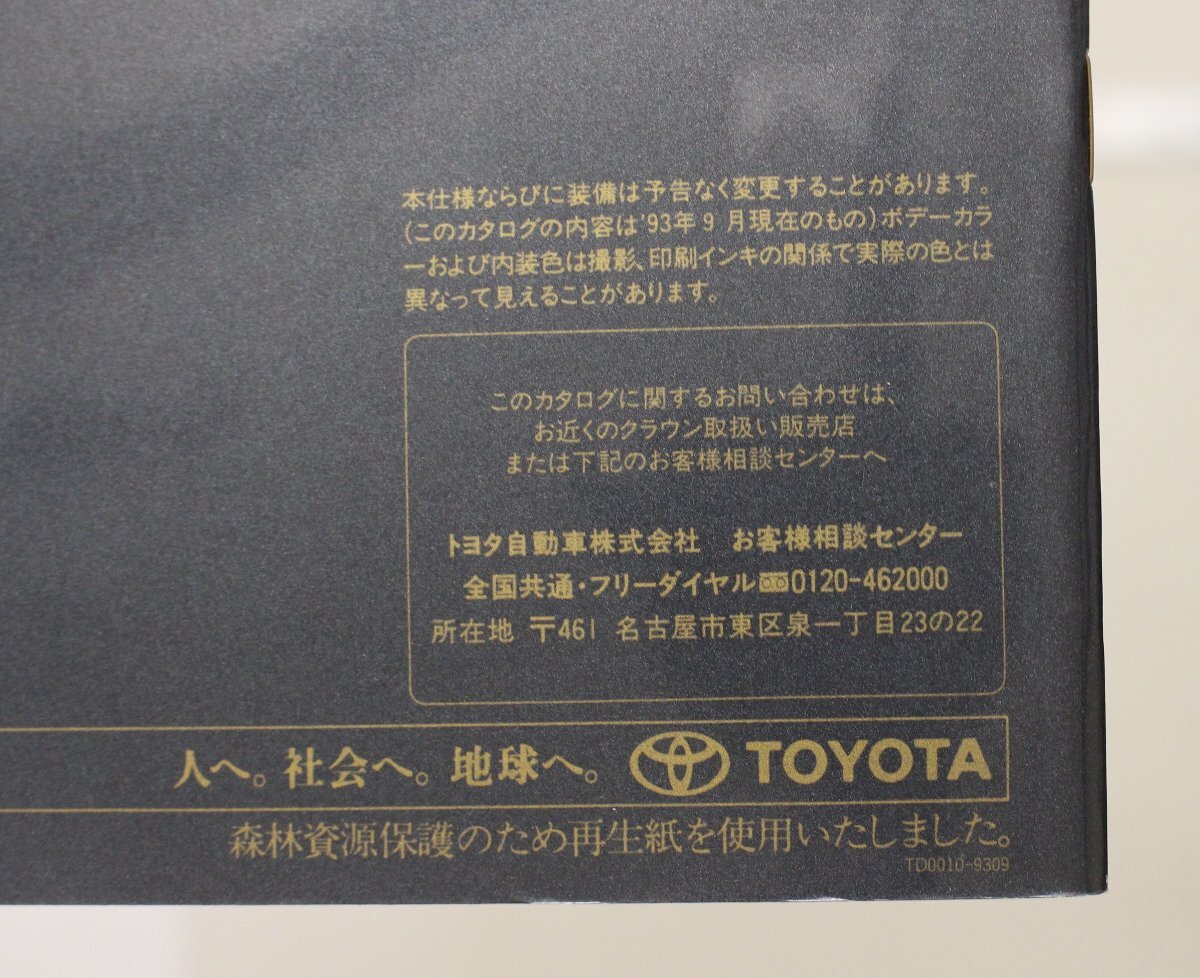 本仕様ならびに装備は予告なく変更することがあります。
(このカタログの内容は'93年9月現在のもの)ボデーカラ
ーおよび内装色は撮影、印刷インキの関係で実際の色とは
異なって見えることがあります。
このカタログに関するお問い合わせは、
お近くのクラウン取扱い販売店
または下記のお客様相談センターへ
トヨタ自動車株式会社 お客様相談センター
全国共通・フリーダイヤル 0120-462000
所在地 〒461 名古屋市東区泉一丁目23の22
人へ。社会へ。地球へ。 TOYOTA
森林資源保護のため再生紙を使用いたしました。
TD0010-9309